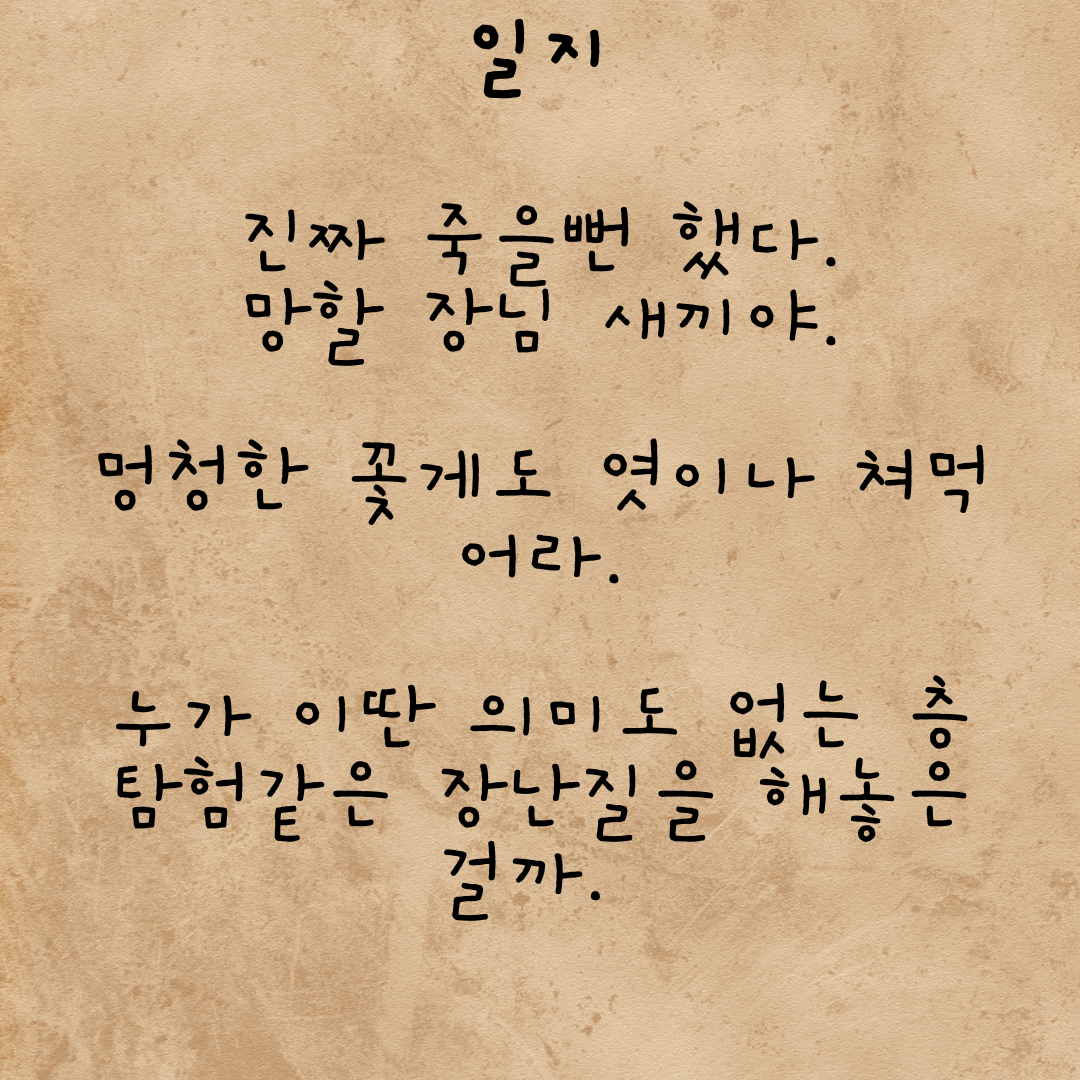 일지
진짜 죽을뻔 했다.
망할 장님 새끼야.
멍청한 꽃게도 엿이나 쳐먹
어라.
누가 이딴 의미도 없는 층
탐험같은 장난질을 해놓은
걸까.